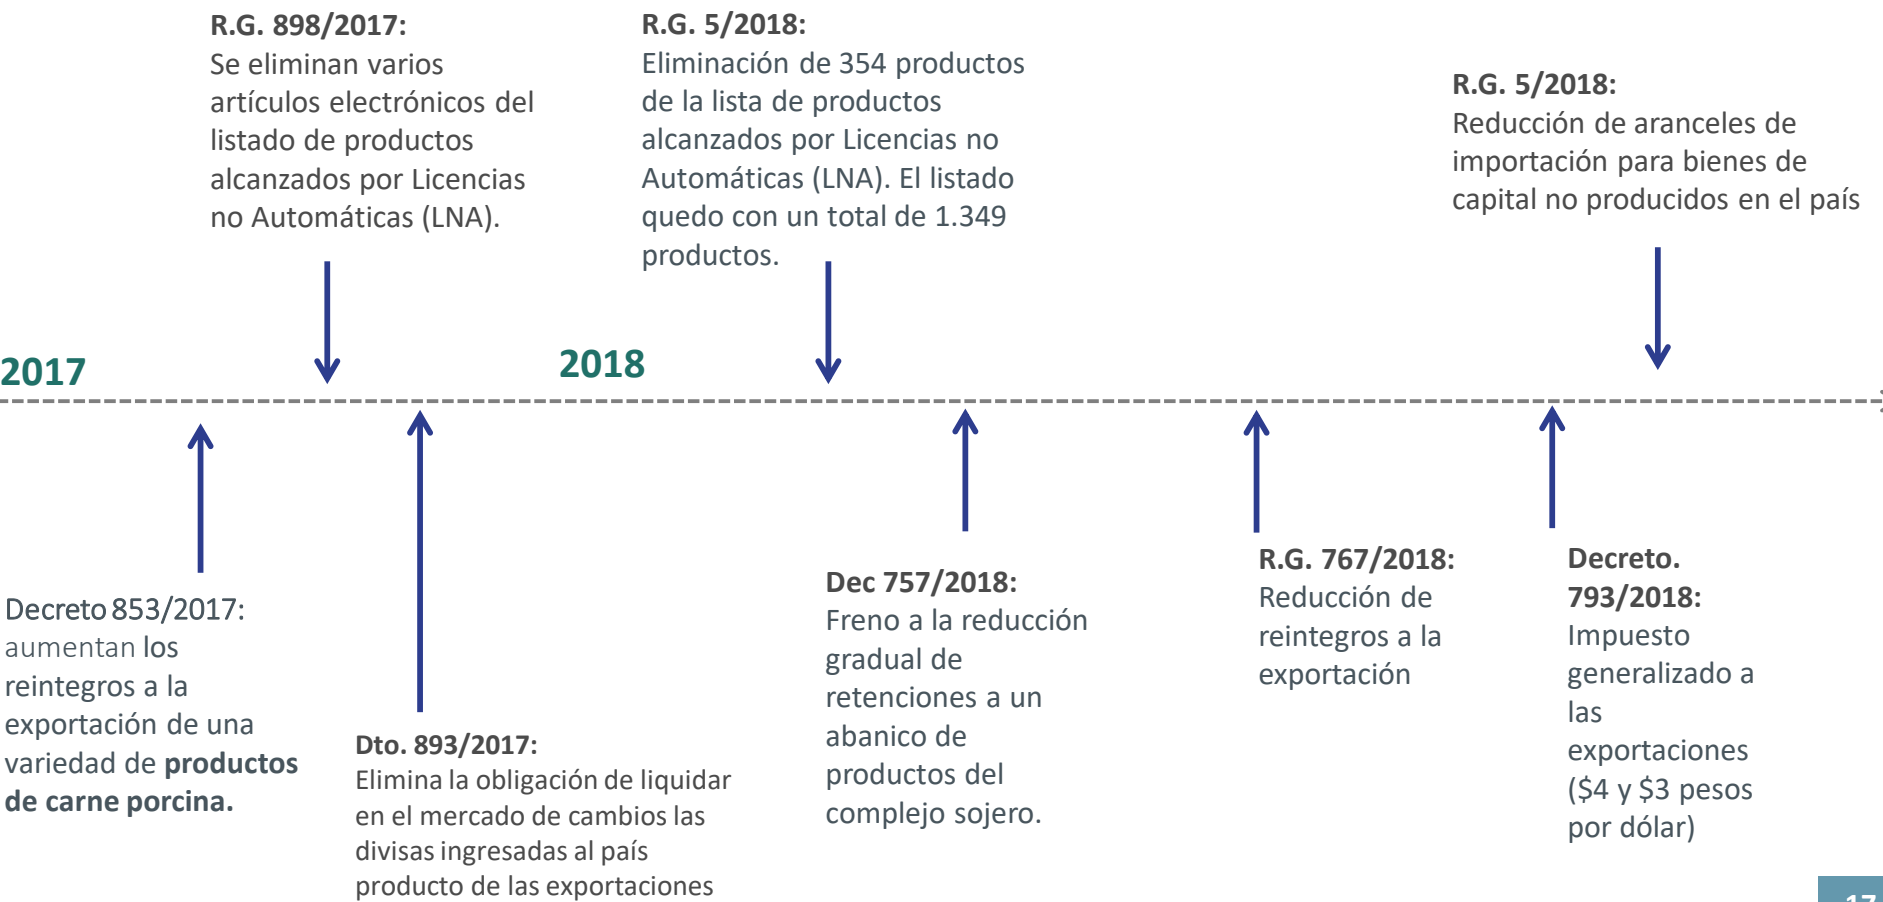 R.G. 898/2017:
Se eliminan varios
artículos electrónicos del
listado de productos
alcanzados por Licencias
no Automáticas (LNA).
R.G. 5/2018:
Eliminación de 354 productos
de la lista de productos
alcanzados por Licencias no
Automáticas (LNA). El listado
quedo con un total de 1.349
productos.
R.G. 5/2018:
Reducción de aranceles de
importación para bienes de
capital no producidos en el país
2017
2018
Decreto 853/2017:
aumentan los
reintegros a la
exportación de una
variedad de productos
de carne porcina.
Dto. 893/2017:
Elimina la obligación de liquidar
en el mercado de cambios las
divisas ingresadas al país
producto de las exportaciones
Dec 757/2018:
Freno a la reducción
gradual de
retenciones a un
abanico de
productos del
complejo sojero.
R.G. 767/2018:
Reducción de
reintegros a la
exportación
Decreto.
793/2018:
Impuesto
generalizado a
las
exportaciones
($4 y $3 pesos
por dólar)
17